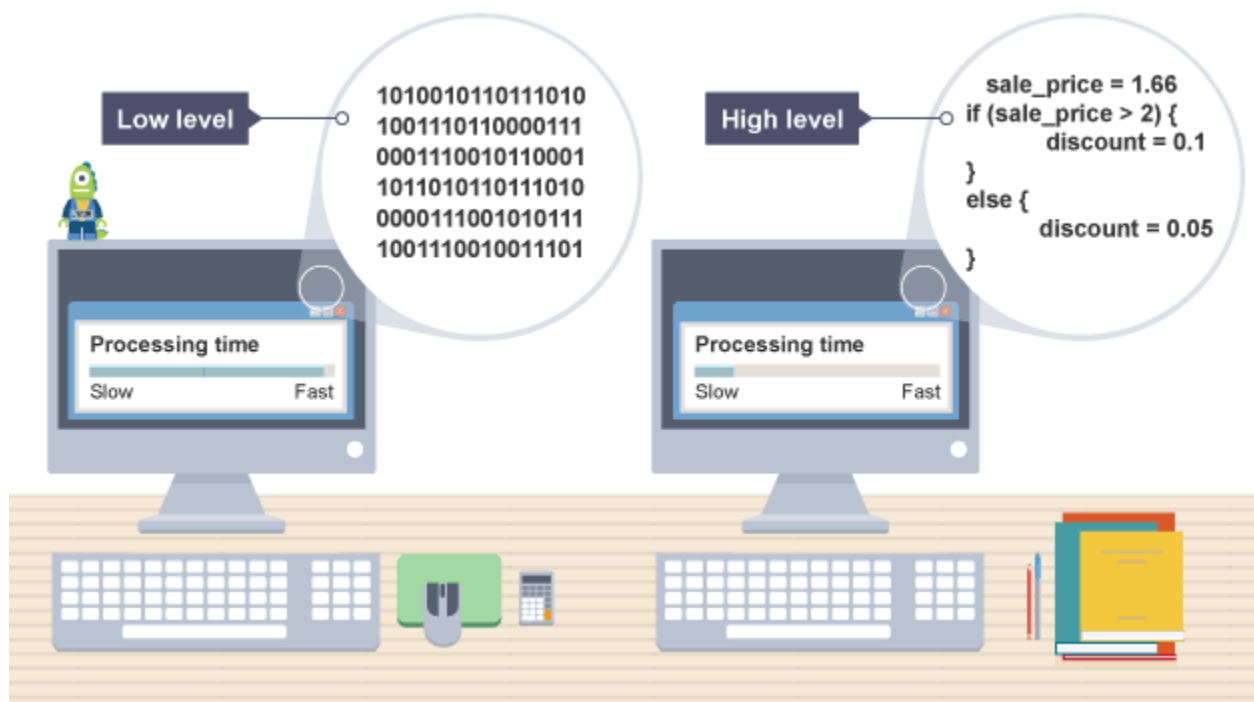 Low level
1010010110111010
1001110110000111
0001110010110001
1011010110111010
0000111001010111
1001110010011101
Processing time
Slow Fast
High level
sale_price = 1.66
if (sale_price > 2) {
discount = 0.1
}
else {
discount = 0.05
}
Processing time
Slow Fast